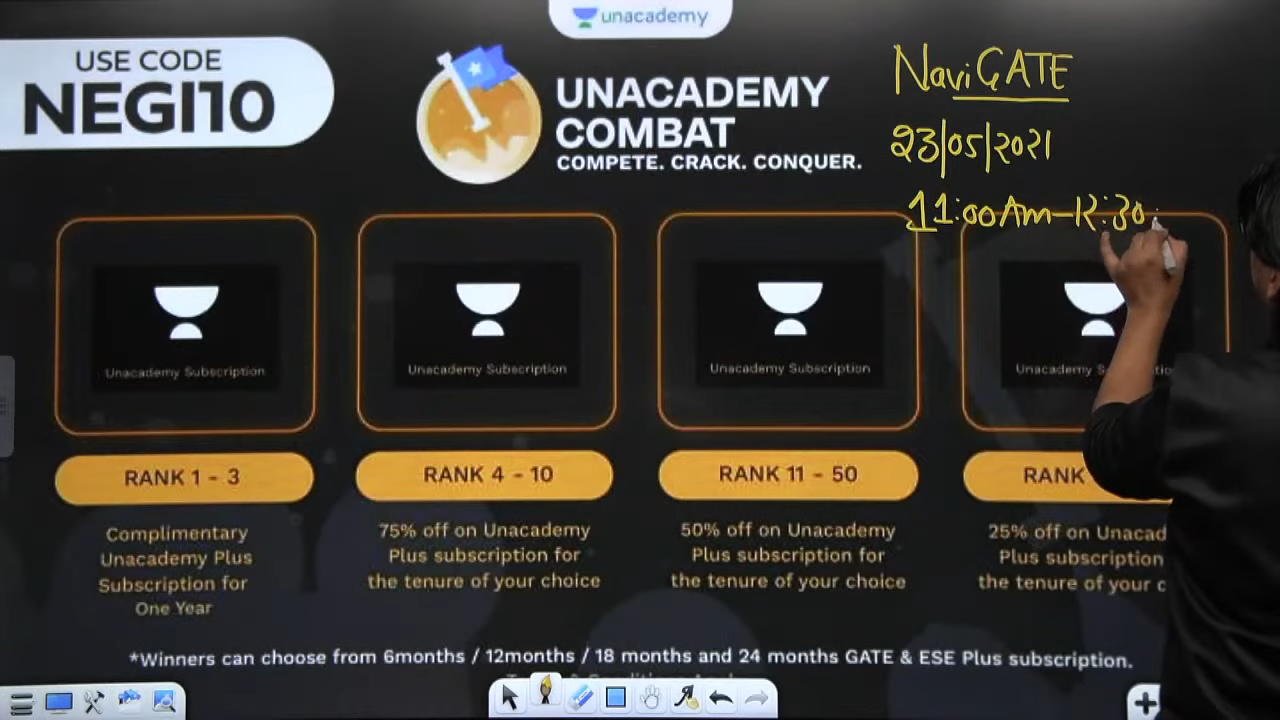 unacademy
USE CODE
NEGI10
UNACADEMY
COMBAT
COMPETE. CRACK. CONQUER.
NaviGATE
23/05/2021
11:00Am-12:30
Unacademy Subscription
Unacademy Subscription
Unacademy Subscription
Unacademy
RANK 1 - 3
RANK 4 - 10
RANK 11 - 50
RANK
Complimentary
Unacademy Plus
Subscription for
One Year
75% off on Unacademy
Plus subscription for
the tenure of your choice
50% off on Unacademy
Plus subscription for
the tenure of your choice
25% off on Unacad
Plus subscription
the tenure of your c
*Winners can choose from 6months / 12months / 18 months and 24 months GATE & ESE Plus subscription.